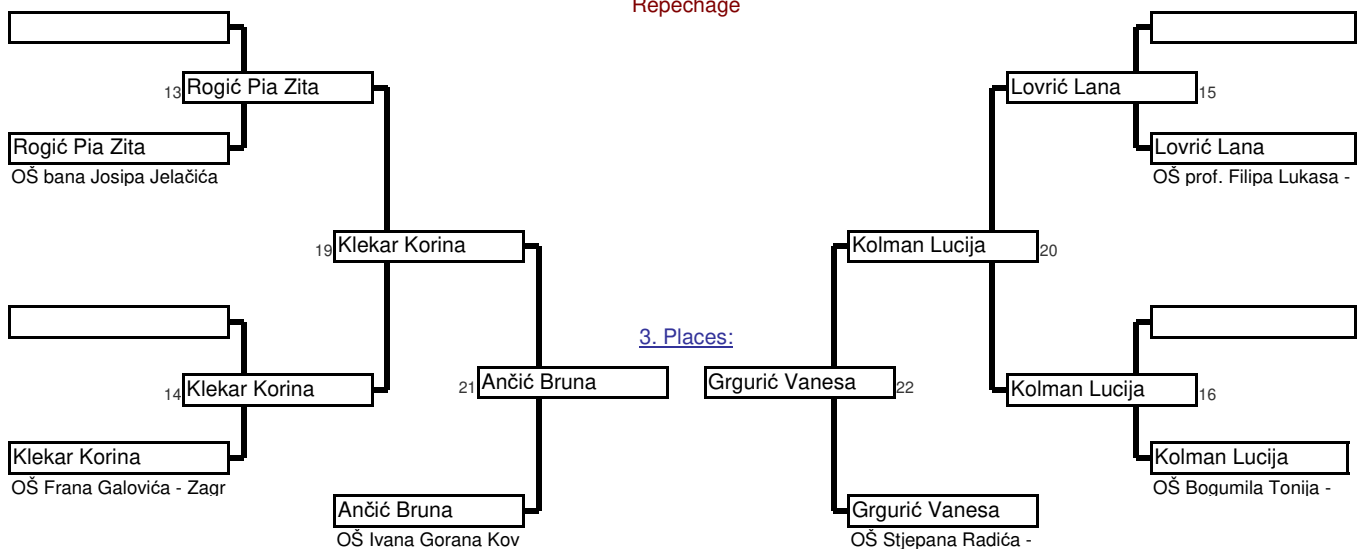 Repechage
13 Rogić Pia Zita
Lovrić Lana 15
Rogić Pia Zita
OŠ bana Josipa Jelačića
Lovrić Lana
OŠ prof. Filipa Lukasa -
19 Klekar Korina
Kolman Lucija 20
3. Places:
14 Klekar Korina
21 Ančić Bruna
Grgurić Vanesa 22
Kolman Lucija 16
Klekar Korina
OŠ Frana Galovića - Zagr
Kolman Lucija
OŠ Bogumila Tonija -
Ančić Bruna
OŠ Ivana Gorana Kov
Grgurić Vanesa
OŠ Stjepana Radića -